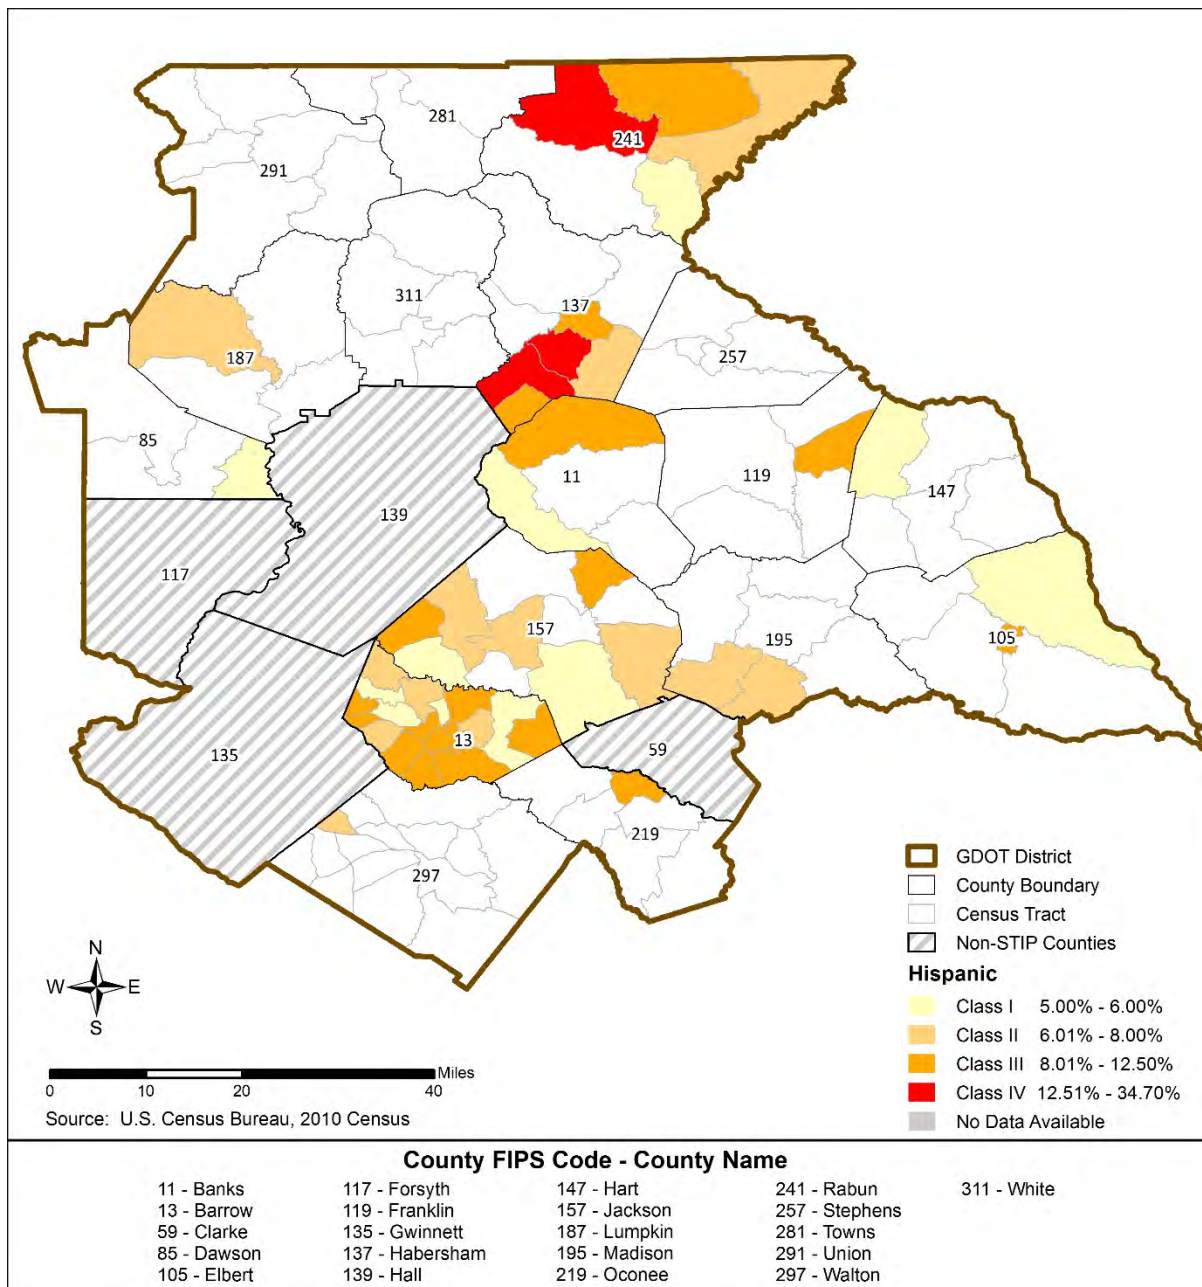 281
241
291
137
311
257
187
85
11
119
147
139
117
157
195
105
13
59
135
219
297
GDOT District
County Boundary
Census Tract
Non-STIP Counties
Hispanic
Class I 5.00% - 6.00%
Class II 6.01% - 8.00%
Class III 8.01% - 12.50%
Class IV 12.51% - 34.70%
No Data Available
N
W E
S
Miles
0 10 20 40
Source: U.S. Census Bureau, 2010 Census
County FIPS Code - County Name
11 - Banks
13 - Barrow
59 - Clarke
85 - Dawson
105 - Elbert
117 - Forsyth
119 - Franklin
135 - Gwinnett
137 - Habersham
139 - Hall
147 - Hart
157 - Jackson
187 - Lumpkin
195 - Madison
219 - Oconee
241 - Rabun
257 - Stephens
281 - Towns
291 - Union
297 - Walton
311 - White